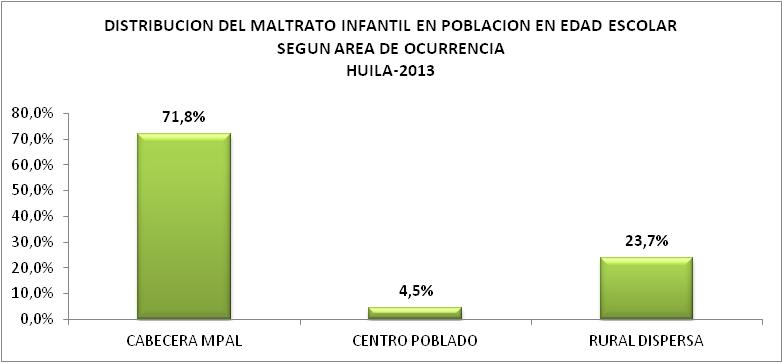 DISTRIBUCION DEL MALTRATO INFANTIL EN POBLACION EN EDAD ESCOLAR
SEGUN AREA DE OCURRENCIA
HUILA-2013
80,0%
70,0%
60,0%
50,0%
40,0%
30,0%
20,0%
10,0%
0,0%
71,8%
4,5%
23,7%
CABECERA MPAL
CENTRO POBLADO
RURAL DISPERSA